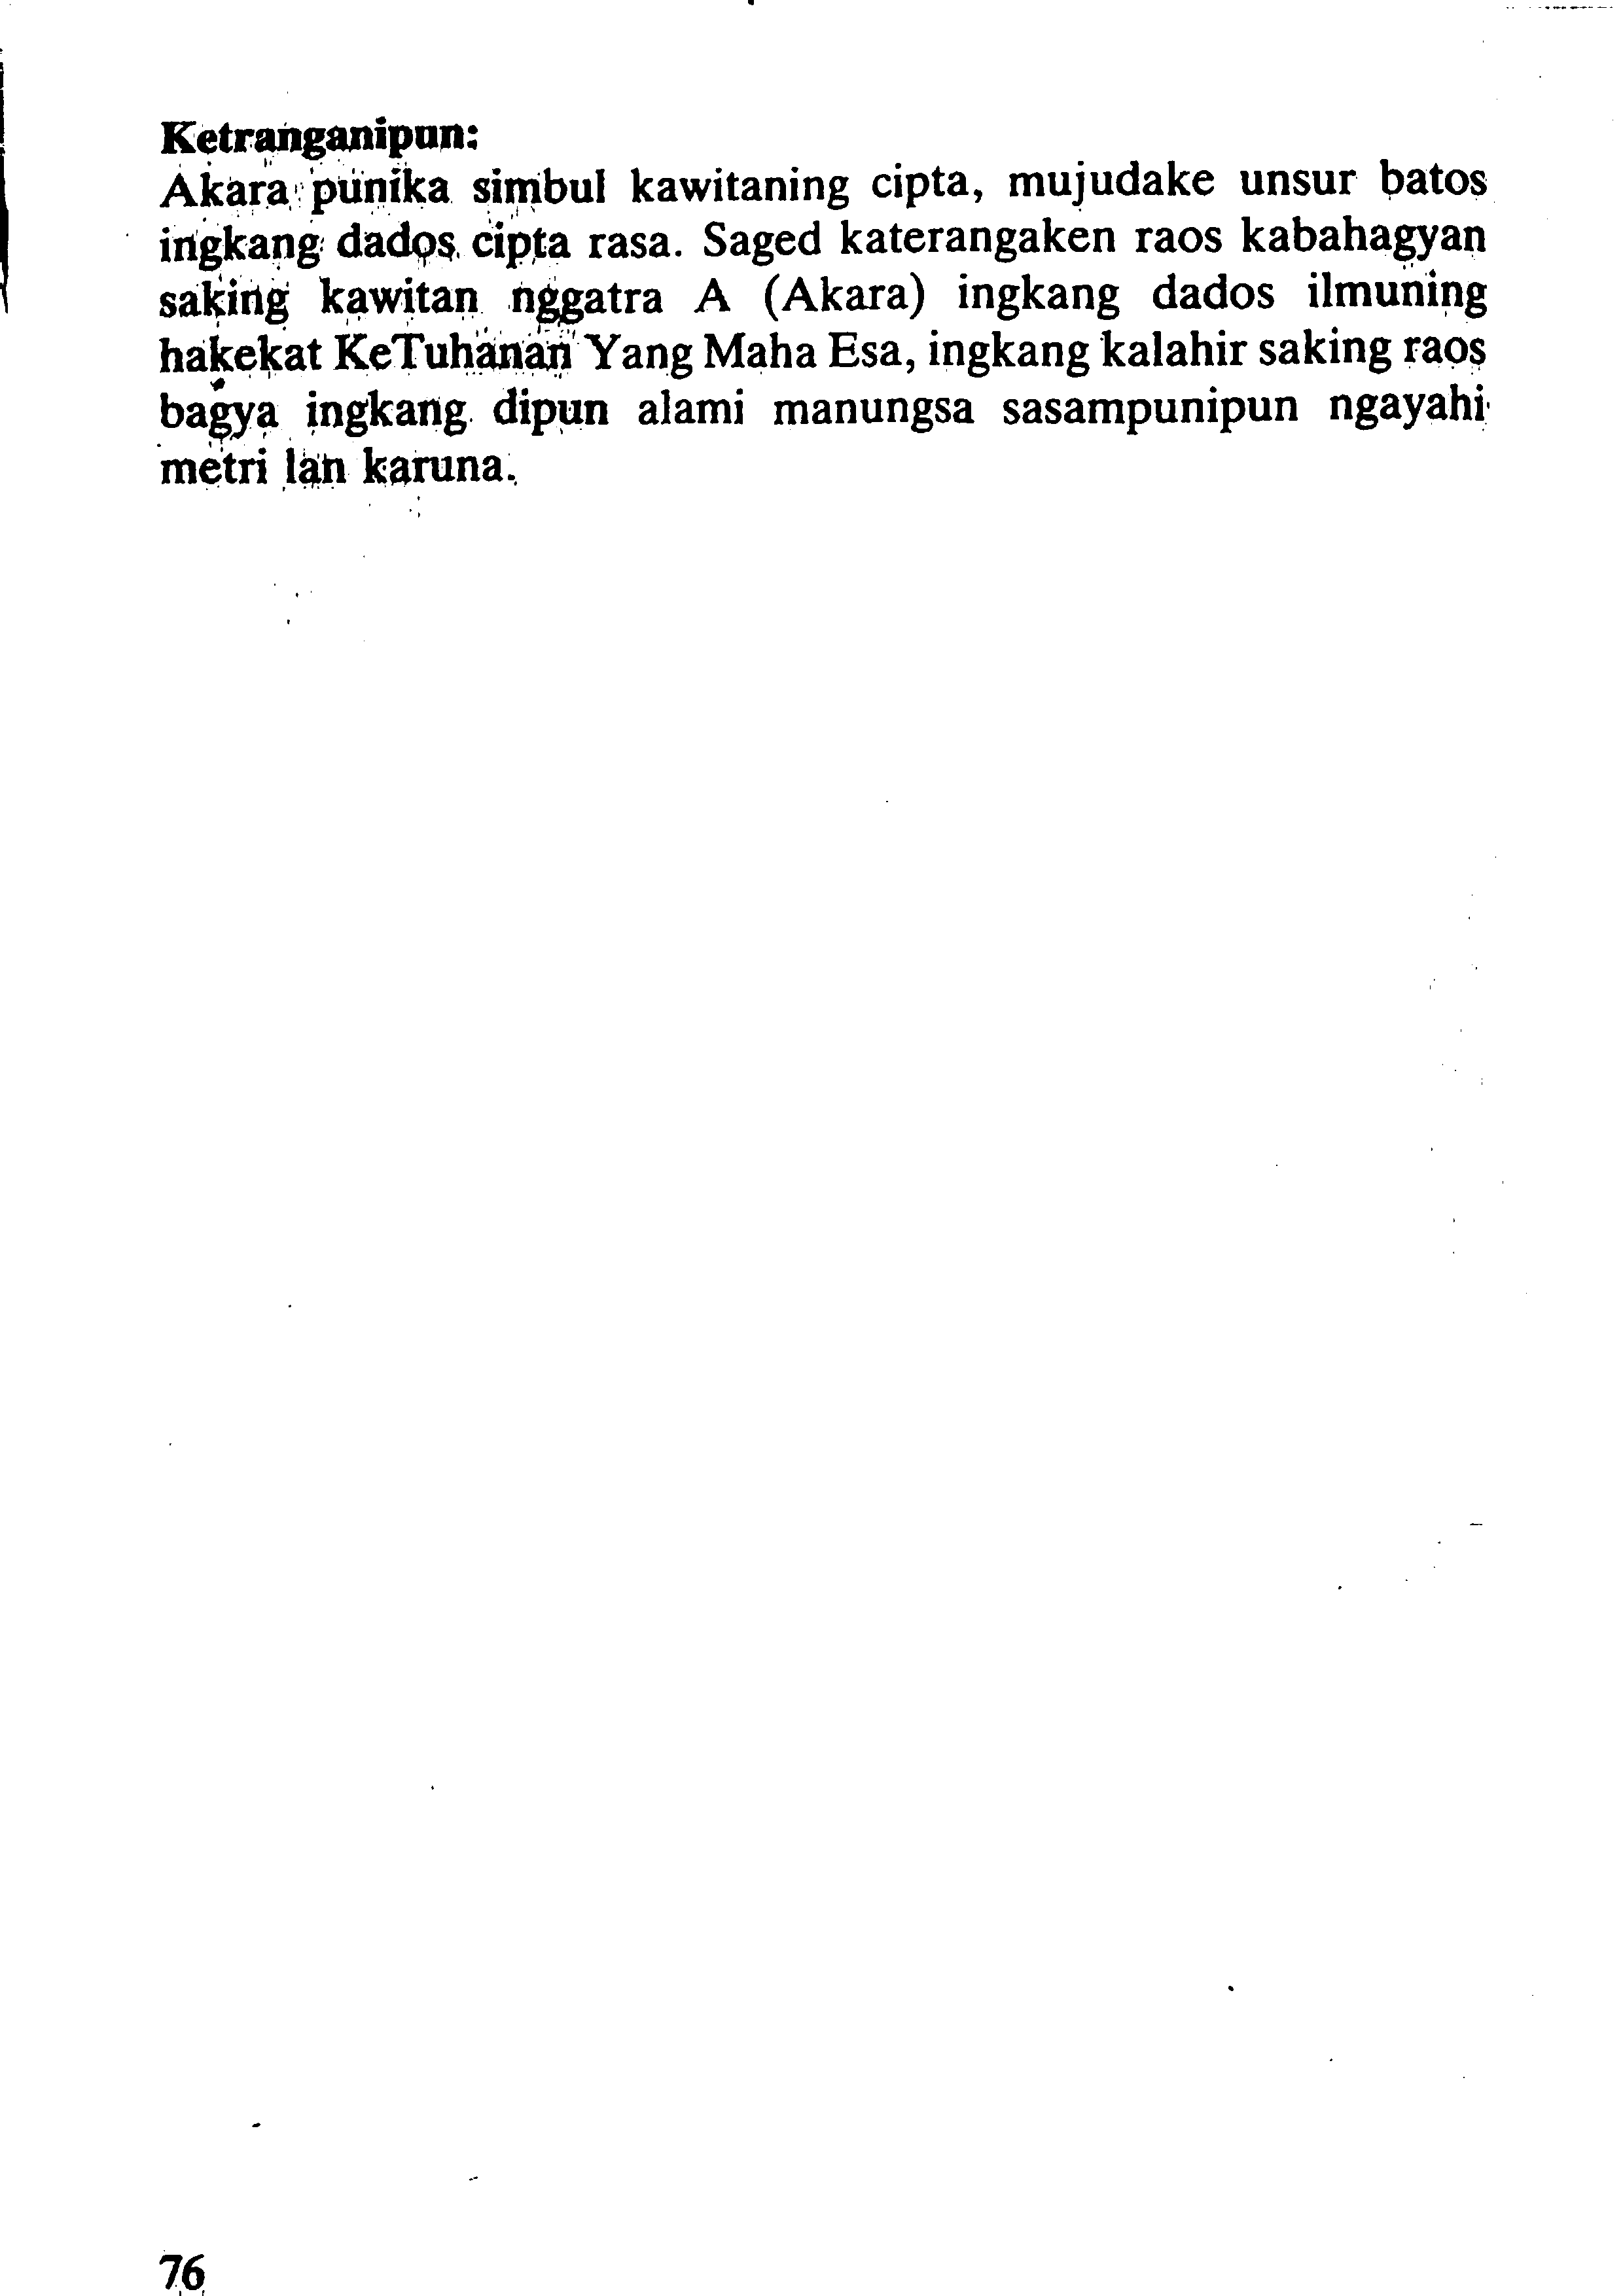 Ketranganipun:
Akara punika simbul kawitaning cipta, mujudake unsur batos
ingkang dados cipta rasa. Saged katerangaken raos kabahagyan
saking kawitan nggatra A (Akara) ingkang dados ilmuning
hakekat KeTuhanan Yang Maha Esa, ingkang kalahir saking raos
bagya ingkang dipun alami manungsa sasampunipun ngayahi
metri lan karuna.
76